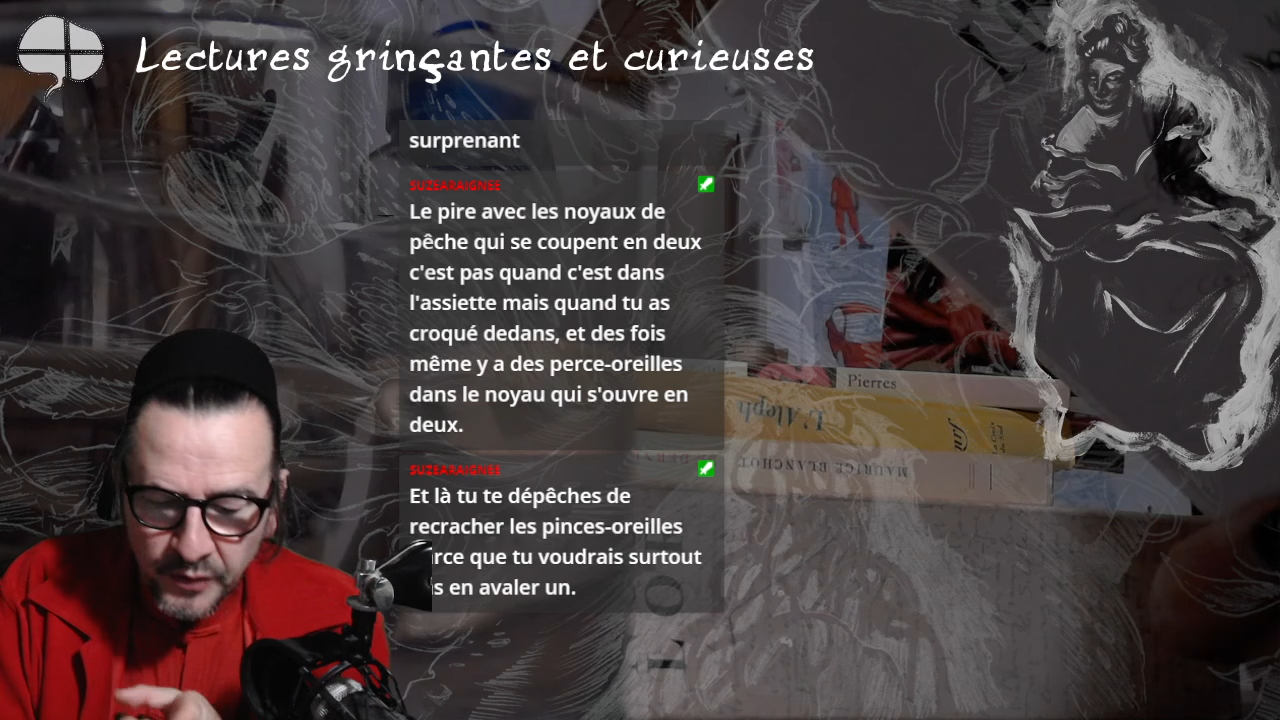 Lectures grinçantes et curieuses
surprenant
SUZEARAIGNEE
Le pire avec les noyaux de
pêche qui se coupent en deux
c'est pas quand c'est dans
l'assiette mais quand tu as
croqué dedans, et des fois
même y a des perce-oreilles
dans le noyau qui s'ouvre en
deux.
SUZEARAIGNEE
Et là tu te dépêches de
recracher les pinces-oreilles
rce que tu voudrais surtout
s en avaler un.
Pierres
L'Aleph
MAURICE BLANCHOT